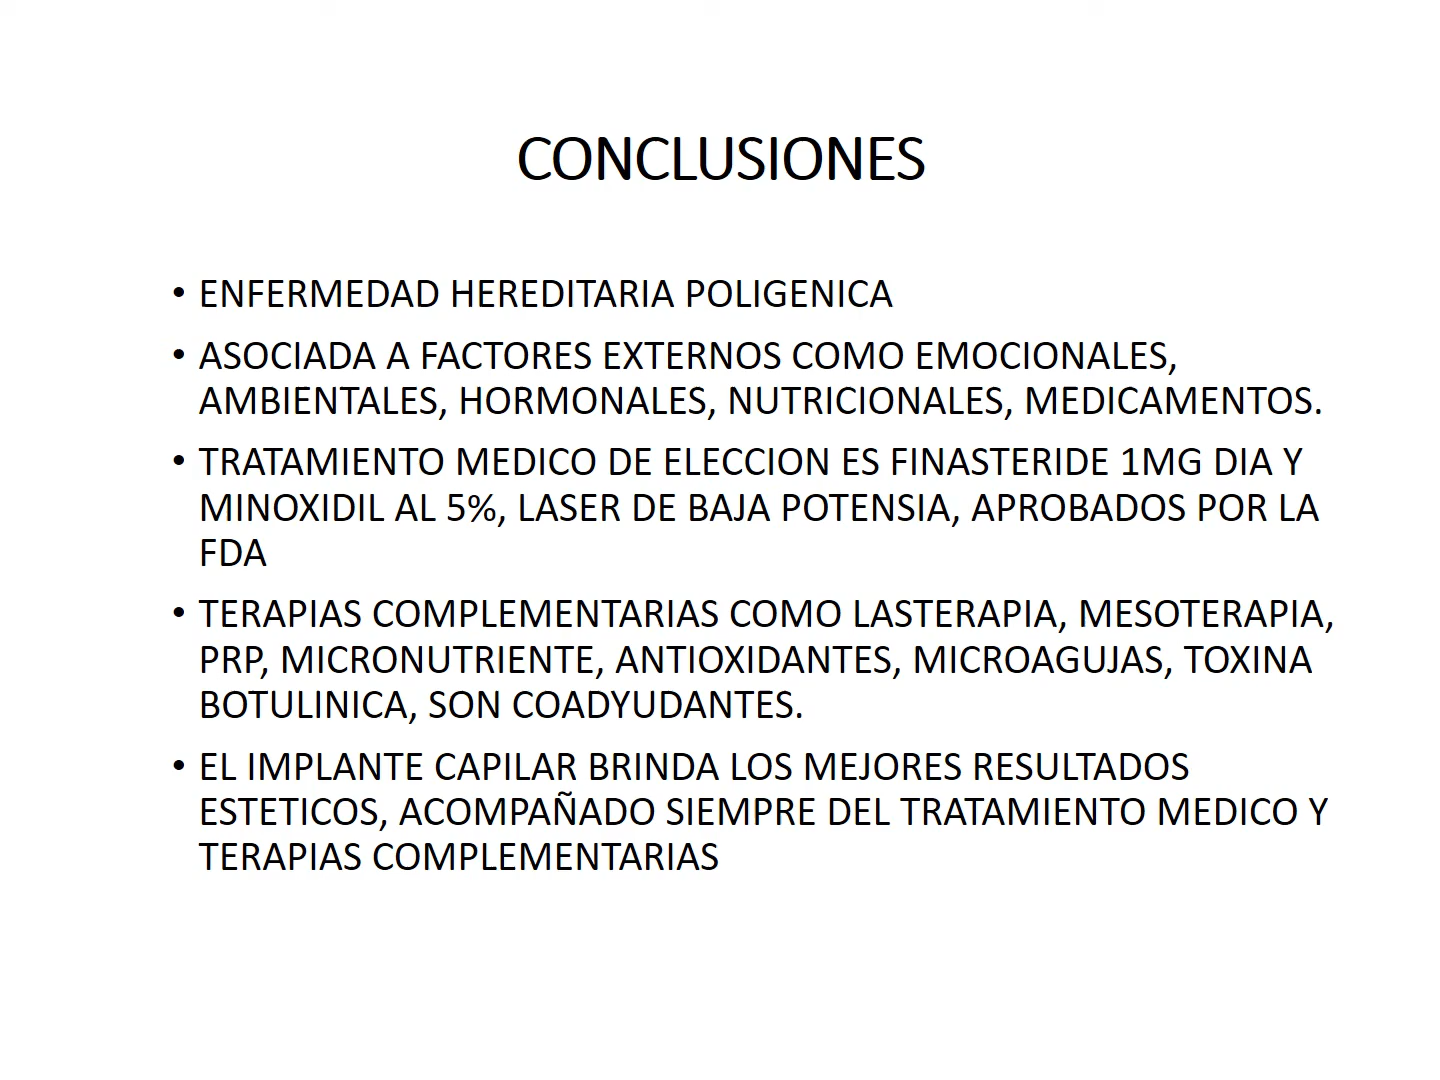 CONCLUSIONES
• ENFERMEDAD HEREDITARIA POLIGENICA
• ASOCIADA A FACTORES EXTERNOS COMO EMOCIONALES,
AMBIENTALES, HORMONALES, NUTRICIONALES, MEDICAMENTOS.
• TRATAMIENTO MEDICO DE ELECCION ES FINASTERIDE 1MG DIA Y
MINOXIDIL AL 5%, LASER DE BAJA POTENSIA, APROBADOS POR LA
FDA
• TERAPIAS COMPLEMENTARIAS COMO LASTERAPIA, MESOTERAPIA,
PRP, MICRONUTRIENTE, ANTIOXIDANTES, MICROAGUJAS, TOXINA
BOTULINICA, SON COADYUDANTES.
• EL IMPLANTE CAPILAR BRINDA LOS MEJORES RESULTADOS
ESTETICOS, ACOMPAÑADO SIEMPRE DEL TRATAMIENTO MEDICO Y
TERAPIAS COMPLEMENTARIAS